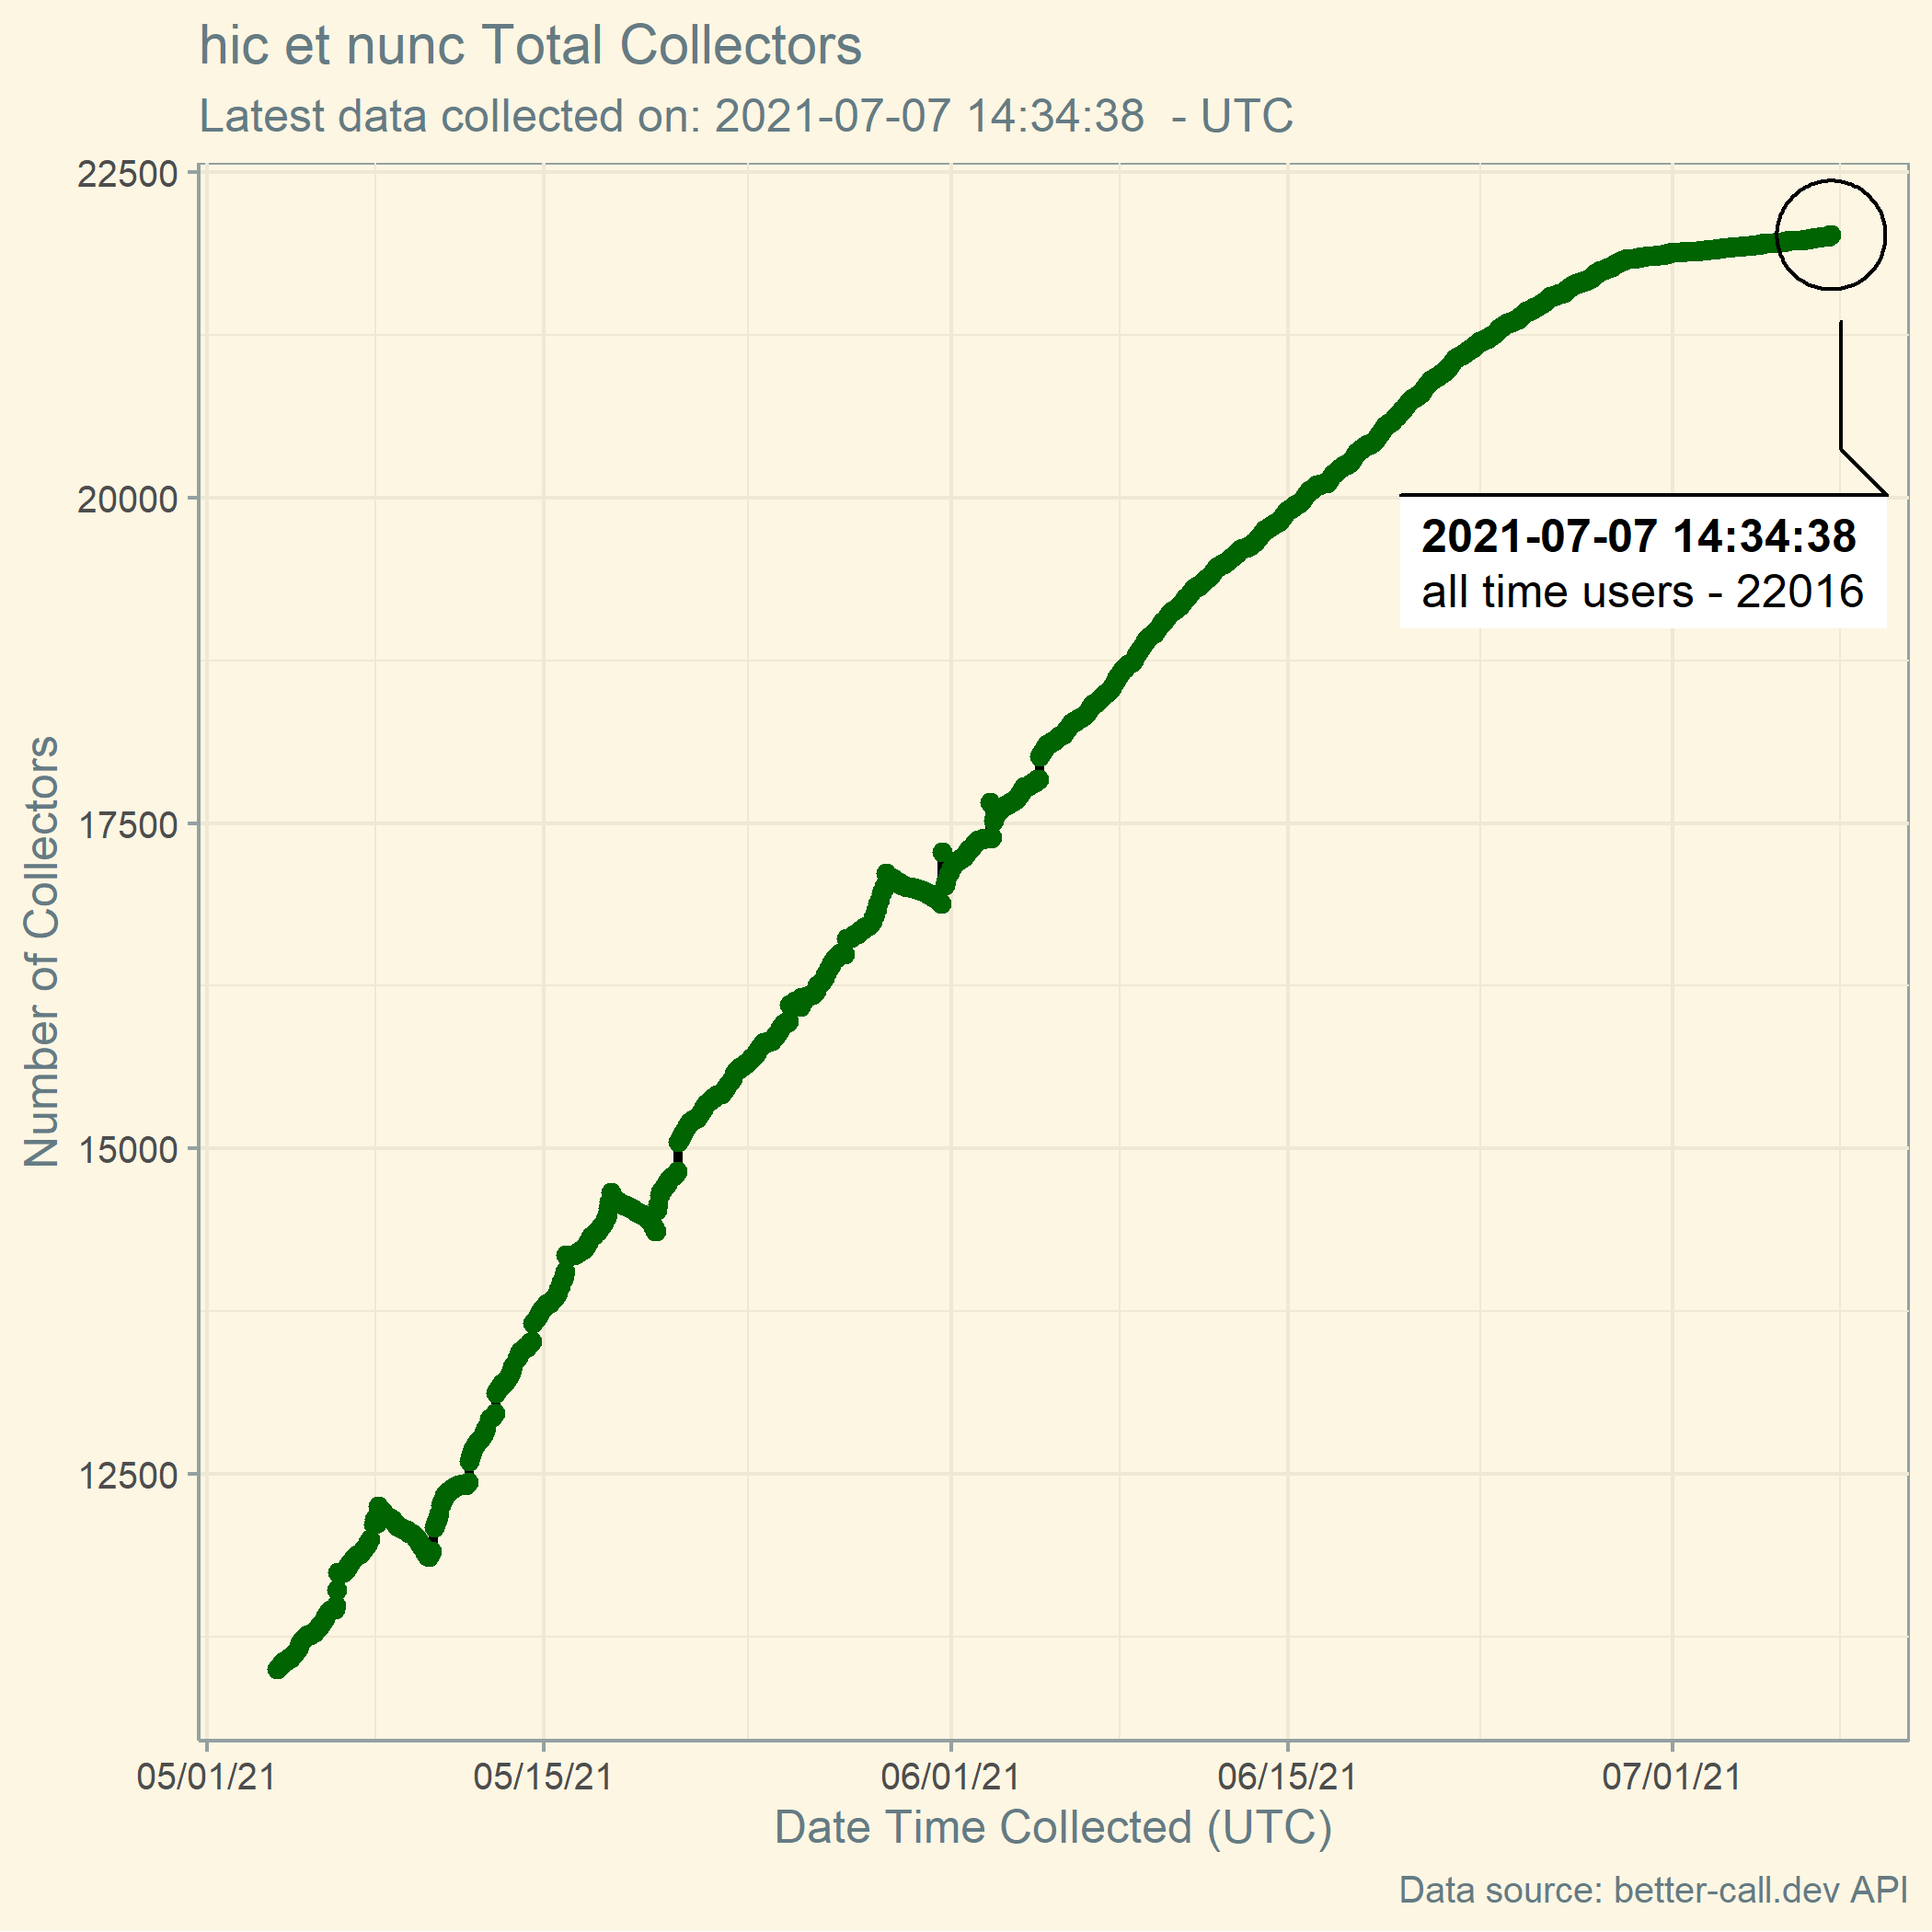 hic et nunc Total Collectors
Latest data collected on: 2021-07-07 14:34:38  - UTC
22500
20000
17500
15000
12500
Number of Collectors
2021-07-07 14:34:38
all time users - 22016
05/01/21
05/15/21
06/01/21
06/15/21
07/01/21
Date Time Collected (UTC)
Data source: better-call.dev API